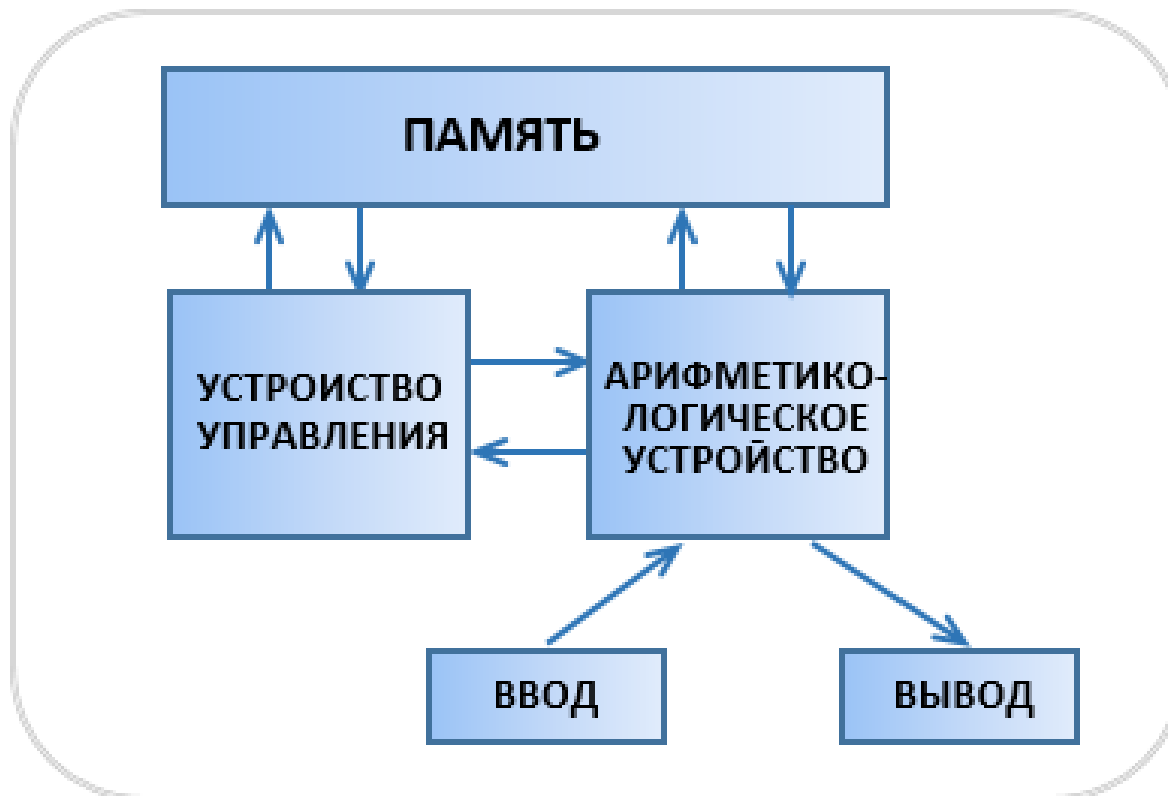 ПАМЯТЬ
УСТРОИСТВО
УПРАВЛЕНИЯ
АРИФМЕТИКО-
ЛОГИЧЕСКОЕ
УСТРОЙСТВО
ВВОД
ВЫВОД